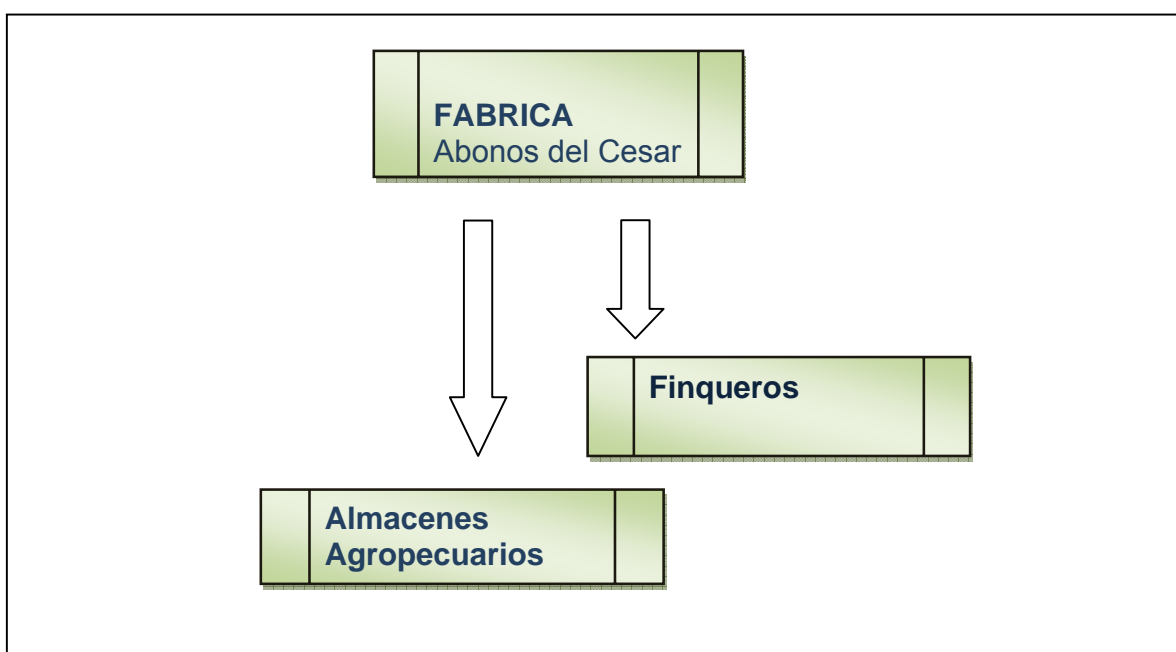 FABRICA
Abonos del Cesar
Finqueros
Almacenes
Agropecuarios